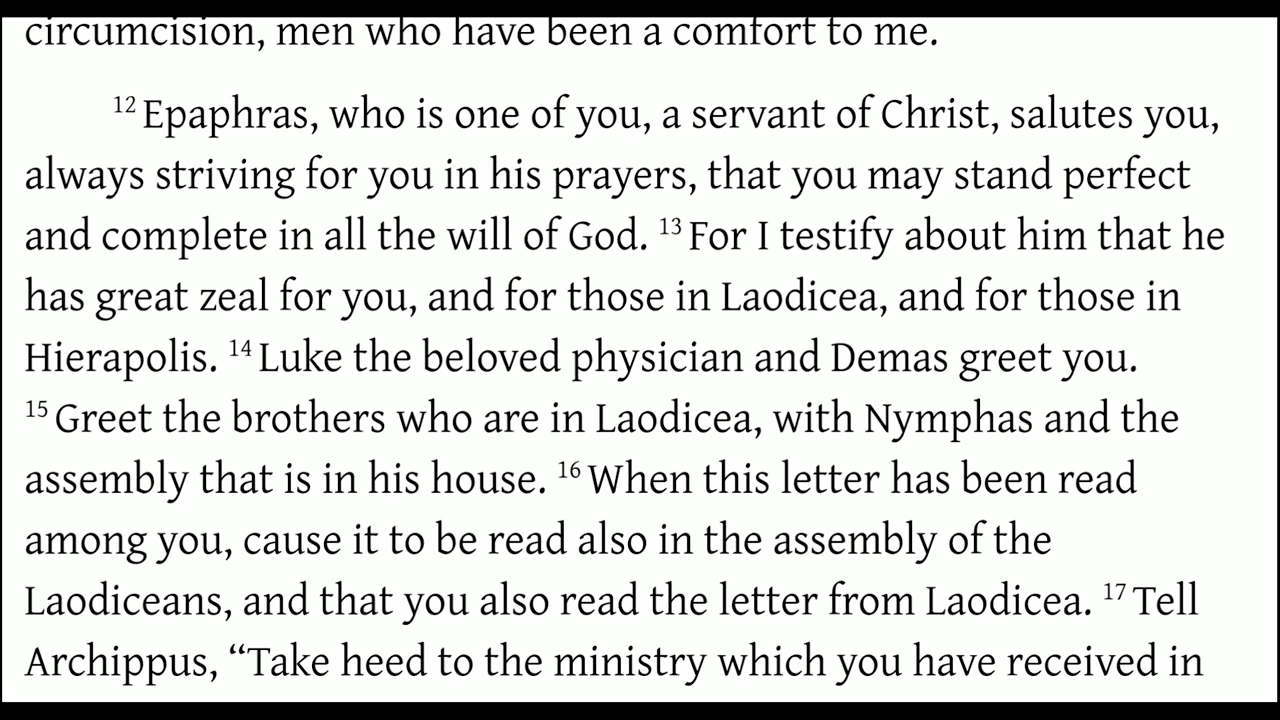 circumcision, men who have been a comfort to me.
12 Epaphras, who is one of you, a servant of Christ, salutes you,
always striving for you in his prayers, that you may stand perfect
and complete in all the will of God. 13 For I testify about him that he
has great zeal for you, and for those in Laodicea, and for those in
Hierapolis. 14 Luke the beloved physician and Demas greet you.
15 Greet the brothers who are in Laodicea, with Nymphas and the
assembly that is in his house. 16 When this letter has been read
among you, cause it to be read also in the assembly of the
Laodiceans, and that you also read the letter from Laodicea. 17 Tell
Archippus, “Take heed to the ministry which you have received in